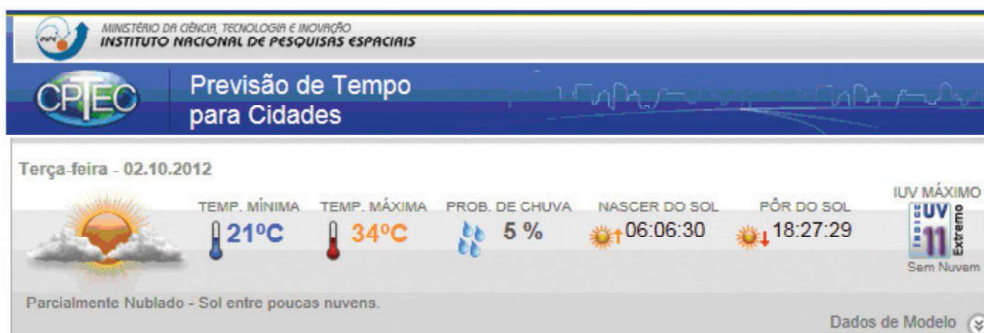 MINISTÉRIO DA CIÊNCIA, TECNOLOGIA E INOVAÇÃO
INSTITUTO NACIONAL DE PESQUISAS ESPACIAIS
CPTEC
Previsão de Tempo
para Cidades
Terça-feira - 02.10.2012
TEMP. MÍNIMA TEMP. MÁXIMA PROB. DE CHUVA NASCER DO SOL PÔR DO SOL IUV MÁXIMO
21ºC 34ºC 5 % 06:06:30 18:27:29
INDICE UV 11 Extremo
Sem Nuvem
Parcialmente Nublado - Sol entre poucas nuvens.
Dados de Modelo